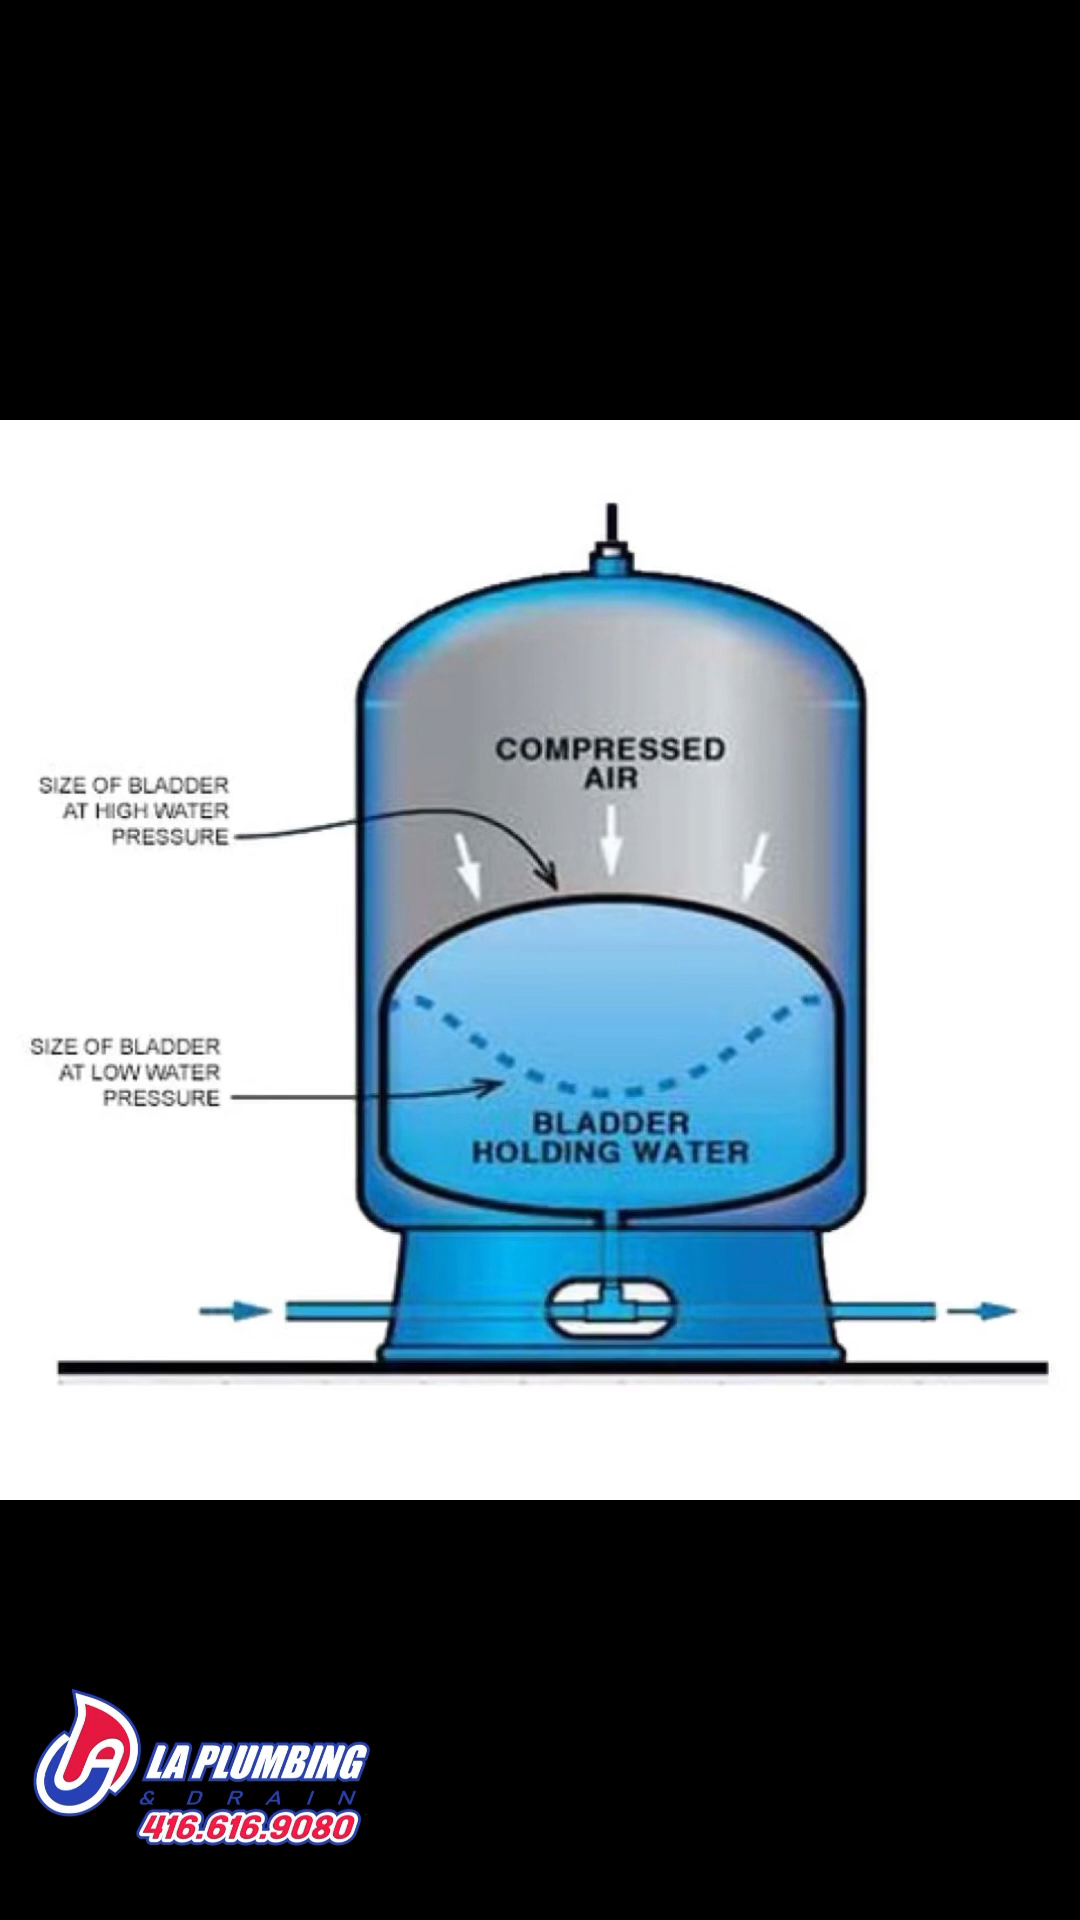 COMPRESSED
AIR
SIZE OF BLADDER
AT HIGH WATER
PRESSURE
SIZE OF BLADDER
AT LOW WATER
PRESSURE
BLADDER
HOLDING WATER
LA PLUMBING
& DRAIN
416.616.9080